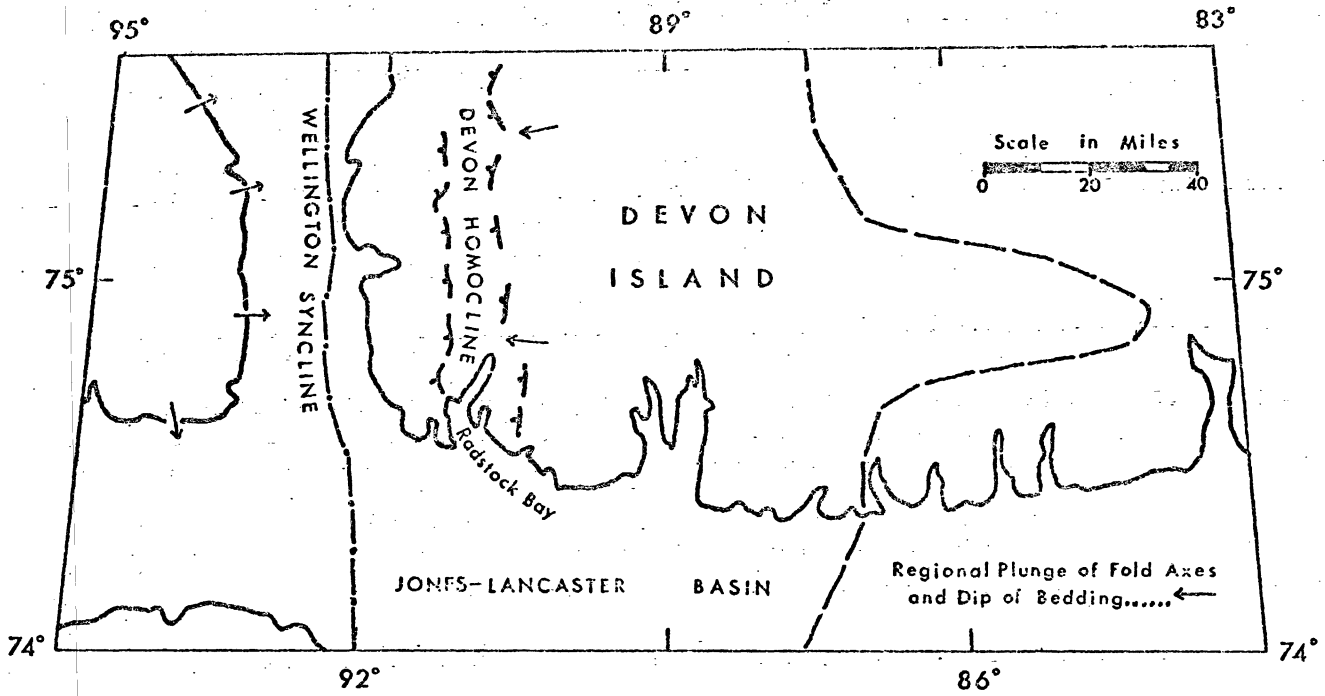 95°
89°
83°
WELLINGTON SYNCLINE
DEVON HOMOCLINE
DEVON
ISLAND
Scale in Miles
0 20 40
75°
75°
Radstock Bay
JONES-LANCASTER BASIN
Regional Plunge of Fold Axes
and Dip of Bedding......
74°
74°
92°
86°